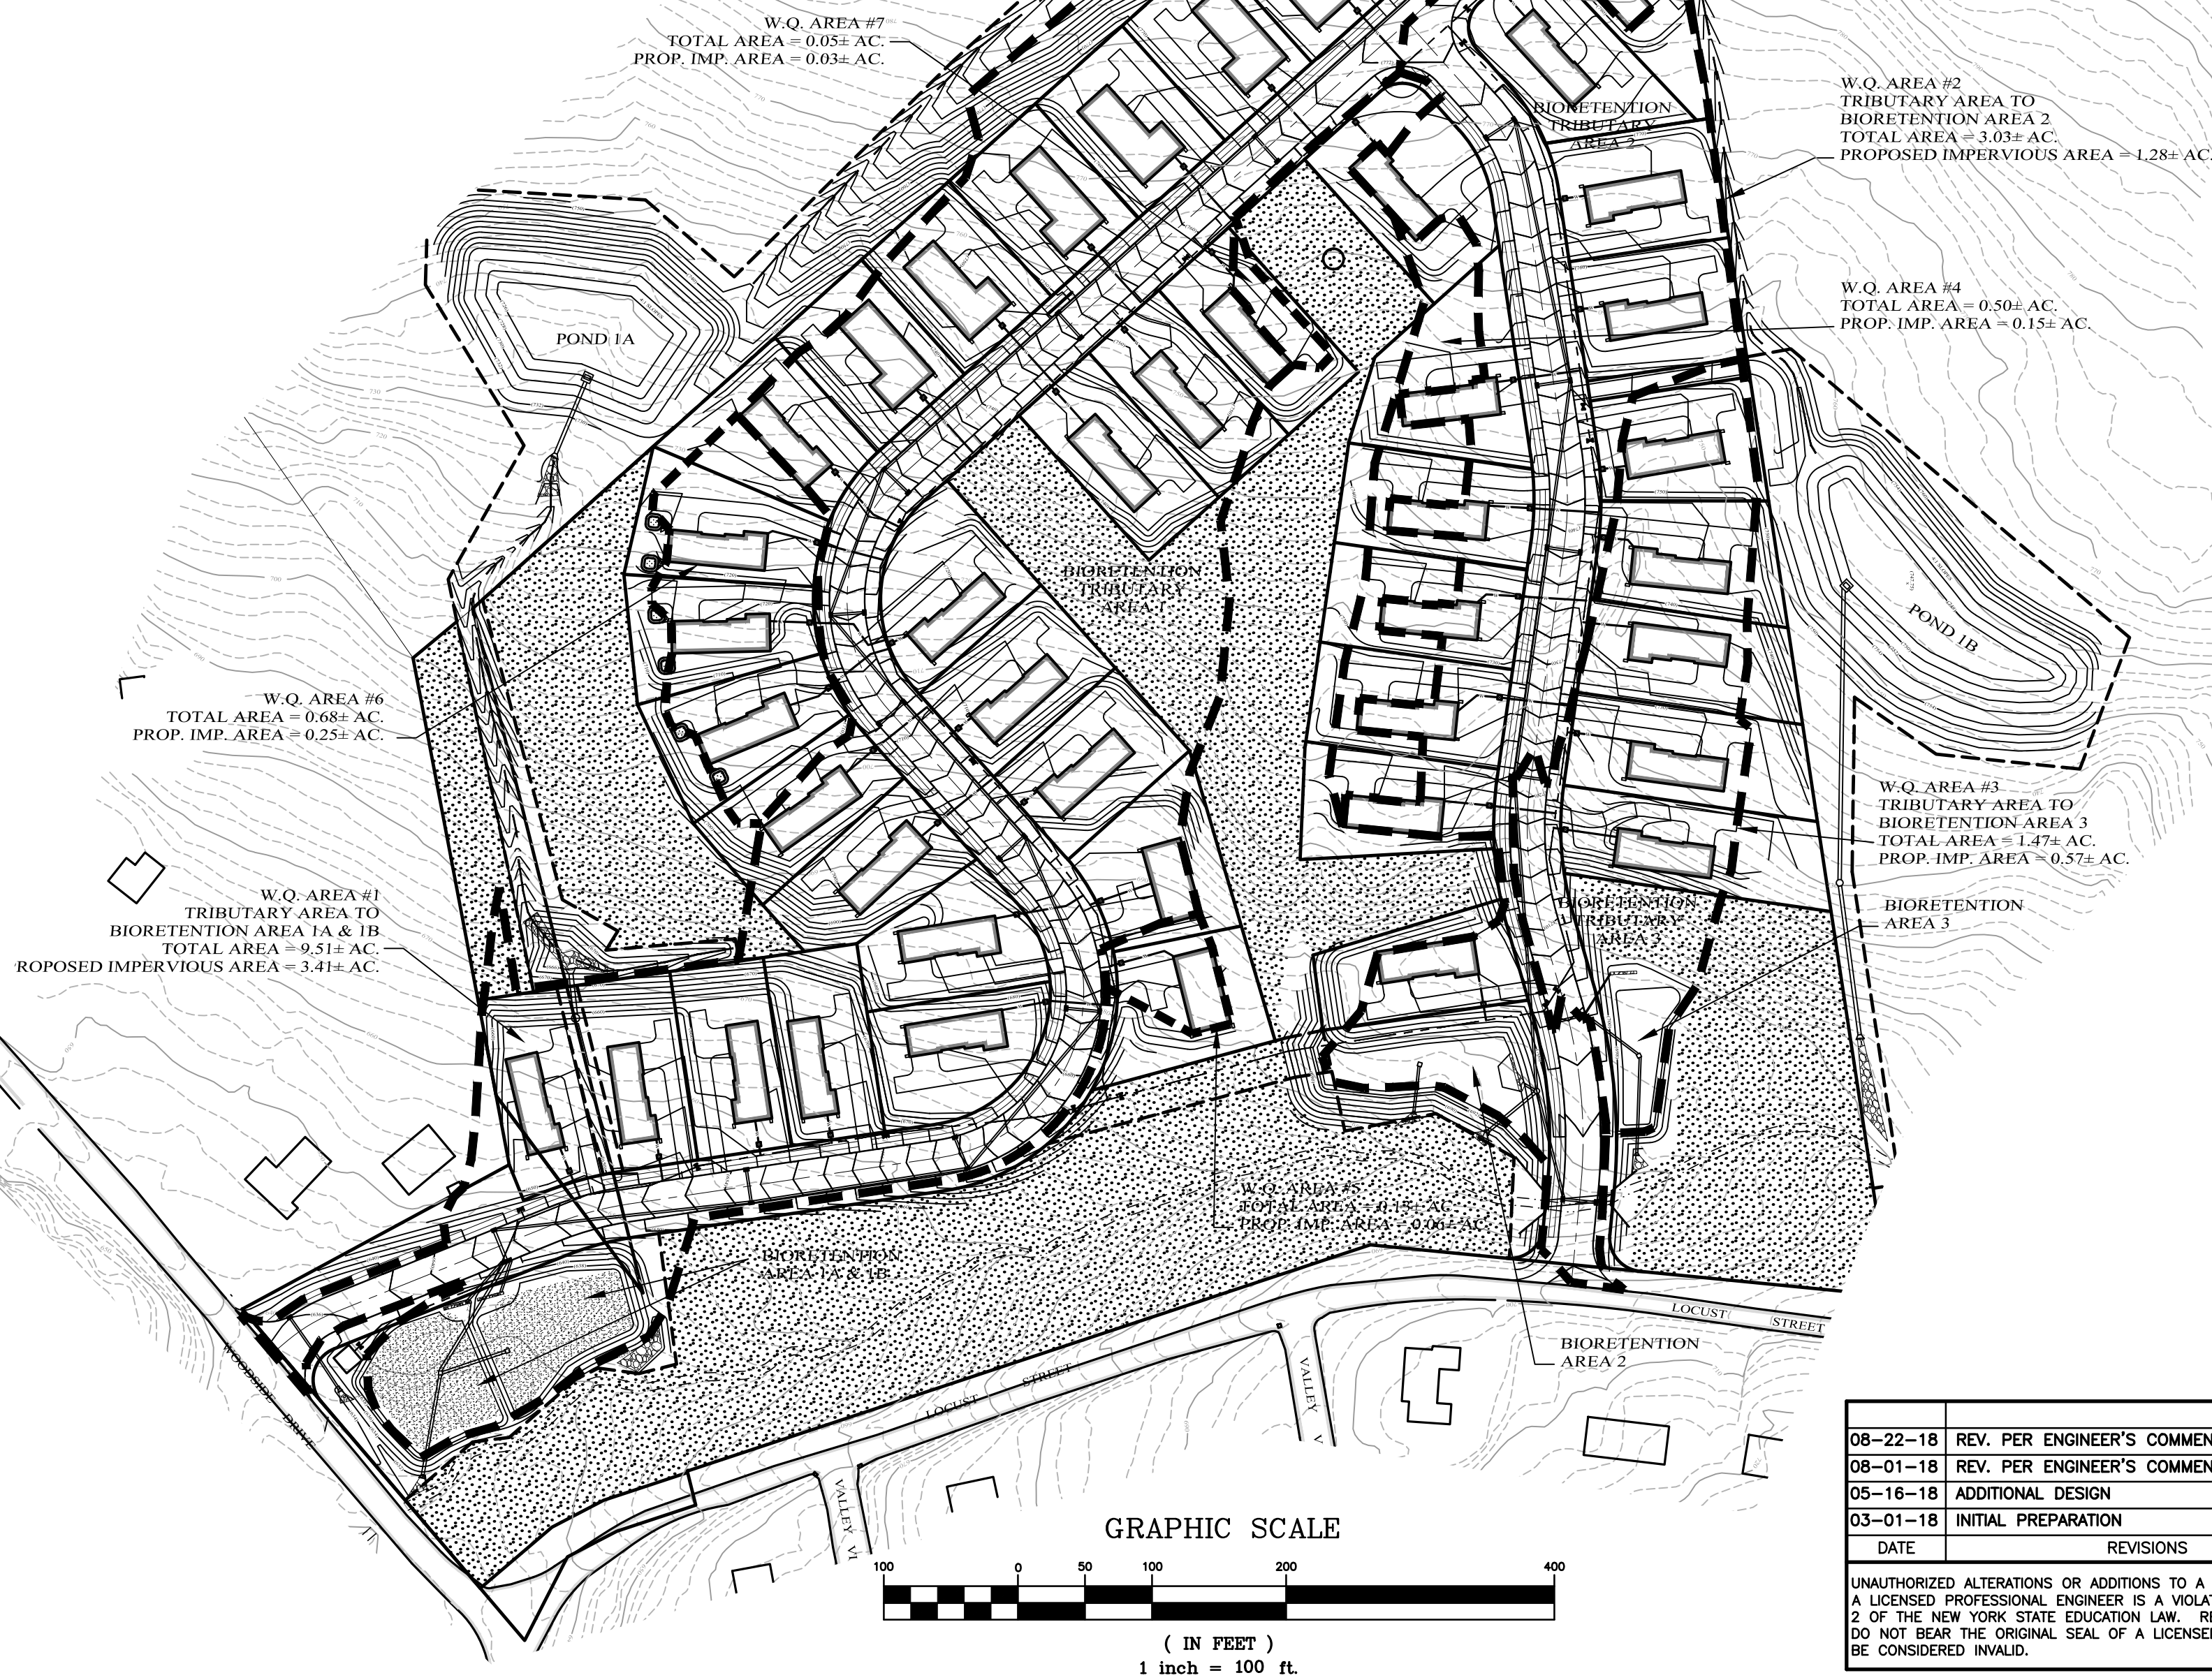 W.Q. AREA #7
TOTAL AREA = 0.05± AC.
PROP. IMP. AREA = 0.03± AC.
W.Q. AREA #2
TRIBUTARY AREA TO
BIORETENTION AREA 2
TOTAL AREA = 3.03± AC.
PROPOSED IMPERVIOUS AREA = 1.28± AC.
BIORETENTION
TRIBUTARY
AREA 2
W.Q. AREA #4
TOTAL AREA = 0.50± AC.
PROP. IMP. AREA = 0.15± AC.
POND 1A
BIORETENTION
TRIBUTARY
AREA 1
POND 1B
W.Q. AREA #6
TOTAL AREA = 0.68± AC.
PROP. IMP. AREA = 0.25± AC.
W.Q. AREA #3
TRIBUTARY AREA TO
BIORETENTION AREA 3
TOTAL AREA = 1.47± AC.
PROP. IMP. AREA = 0.57± AC.
W.Q. AREA #1
TRIBUTARY AREA TO
BIORETENTION AREA 1A & 1B
TOTAL AREA = 9.51± AC.
ROPOSED IMPERVIOUS AREA = 3.41± AC.
BIORETENTION
TRIBUTARY
AREA 3
BIORETENTION
AREA 3
W.Q. AREA #5
TOTAL AREA = 0.15± AC.
PROP. IMP. AREA = 0.06± AC.
BIORETENTION
AREA 1A & 1B
BIORETENTION
AREA 2
LOCUST STREET
LOCUST STREET
WOODSIDE DRIVE
VALLEY V
VALLEY VI
GRAPHIC SCALE
100 0 50 100 200 400
( IN FEET )
1 inch = 100 ft.
08-22-18 REV. PER ENGINEER'S COMMEN
08-01-18 REV. PER ENGINEER'S COMMEN
05-16-18 ADDITIONAL DESIGN
03-01-18 INITIAL PREPARATION
DATE REVISIONS
UNAUTHORIZED ALTERATIONS OR ADDITIONS TO A
A LICENSED PROFESSIONAL ENGINEER IS A VIOLA
2 OF THE NEW YORK STATE EDUCATION LAW. R
DO NOT BEAR THE ORIGINAL SEAL OF A LICENSE
BE CONSIDERED INVALID.